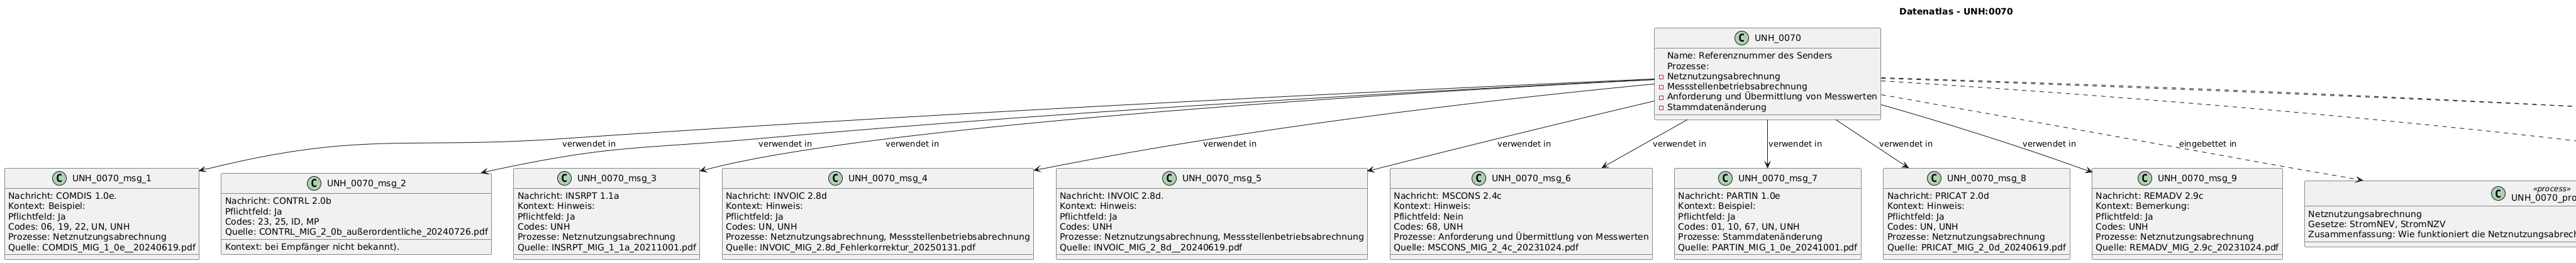 Datenatlas - UNH:0070
C UNH_0070
Name: Referenznummer des Senders
Prozesse:
Netznutzungsabrechnung
Messstellenbetriebsabrechnung
Anforderung und Übermittlung von Messwerten
Stammdatenänderung
verwendet in
verwendet in
verwendet in
verwendet in
verwendet in
verwendet in
verwendet in
verwendet in
verwendet in
eingebettet in
C UNH_0070_msg_1
Nachricht: COMDIS 1.0e.
Kontext: Beispiel:
Pflichtfeld: Ja
Codes: 06, 19, 22, UN, UNH
Prozesse: Netznutzungsabrechnung
Quelle: COMDIS_MIG_1_0e__20240619.pdf
C UNH_0070_msg_2
Nachricht: CONTRL 2.0b
Pflichtfeld: Ja
Codes: 23, 25, ID, MP
Quelle: CONTRL_MIG_2_0b_außerordentliche_20240726.pdf
Kontext: bei Empfänger nicht bekannt).
C UNH_0070_msg_3
Nachricht: INSRPT 1.1a
Kontext: Hinweis:
Pflichtfeld: Ja
Codes: UNH
Prozesse: Netznutzungsabrechnung
Quelle: INSRPT_MIG_1_1a_20211001.pdf
C UNH_0070_msg_4
Nachricht: INVOIC 2.8d
Kontext: Hinweis:
Pflichtfeld: Ja
Codes: UN, UNH
Prozesse: Netznutzungsabrechnung, Messstellenbetriebsabrechnung
Quelle: INVOIC_MIG_2.8d_Fehlerkorrektur_20250131.pdf
C UNH_0070_msg_5
Nachricht: INVOIC 2.8d.
Kontext: Hinweis:
Pflichtfeld: Ja
Codes: UNH
Prozesse: Netznutzungsabrechnung, Messstellenbetriebsabrechnung
Quelle: INVOIC_MIG_2_8d__20240619.pdf
C UNH_0070_msg_6
Nachricht: MSCONS 2.4c
Kontext: Hinweis:
Pflichtfeld: Nein
Codes: 68, UNH
Prozesse: Anforderung und Übermittlung von Messwerten
Quelle: MSCONS_MIG_2_4c_20231024.pdf
C UNH_0070_msg_7
Nachricht: PARTIN 1.0e
Kontext: Beispiel:
Pflichtfeld: Ja
Codes: 01, 10, 67, UN, UNH
Prozesse: Stammdatenänderung
Quelle: PARTIN_MIG_1_0e_20241001.pdf
C UNH_0070_msg_8
Nachricht: PRICAT 2.0d
Kontext: Hinweis:
Pflichtfeld: Ja
Codes: UN, UNH
Prozesse: Netznutzungsabrechnung
Quelle: PRICAT_MIG_2_0d_20240619.pdf
C UNH_0070_msg_9
Nachricht: REMADV 2.9c
Kontext: Bemerkung:
Pflichtfeld: Ja
Codes: UNH
Prozesse: Netznutzungsabrechnung
Quelle: REMADV_MIG_2.9c_20231024.pdf
«process»
C UNH_0070_pro
Netznutzungsabrechnung
Gesetze: StromNEV, StromNZV
Zusammenfassung: Wie funktioniert die Netznutzungsabrec